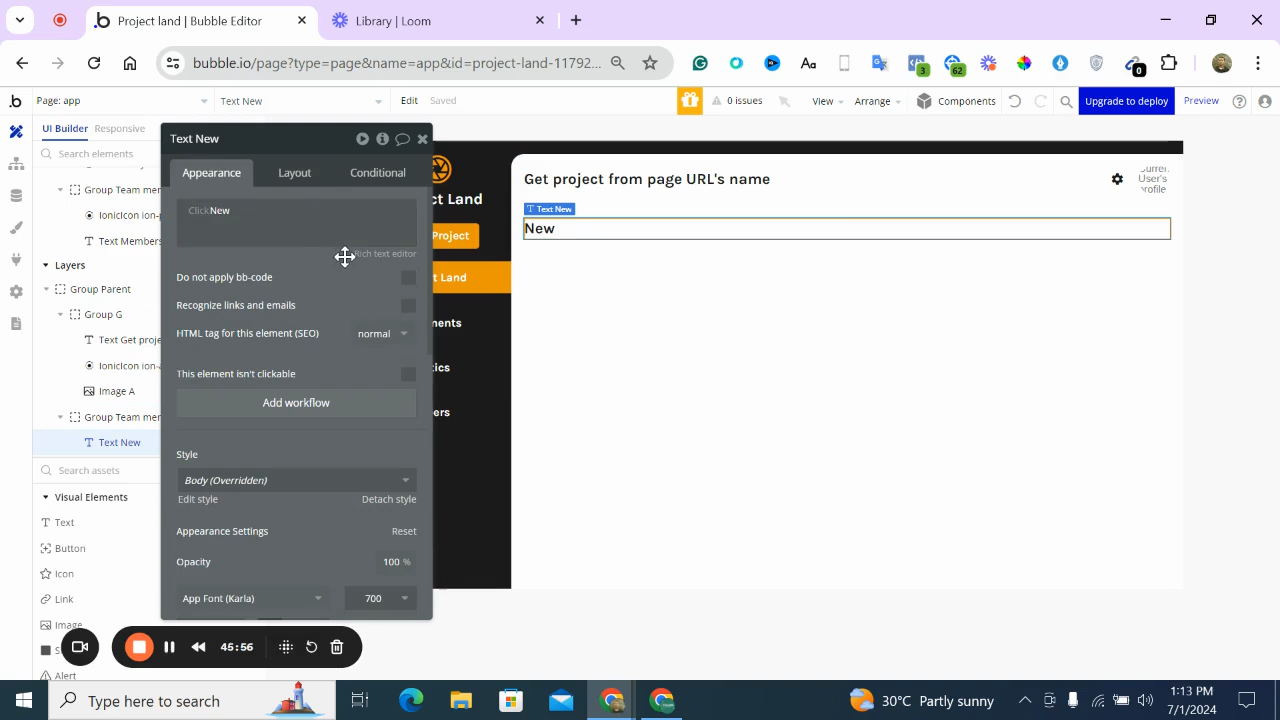 Project land | Bubble Editor
Library | Loom
bubble.io/page?type=page&name=app&id=project-land-11792...
3
62
0
Page: app
Text New
Edit
Saved
0 issues
View
Arrange
Components
Upgrade to deploy
Preview
UI Builder
Responsive
Search elements
Group Team mem
IonicIcon ion-p
Text Members
Layers
Group Parent
Group G
Text Get proje
IonicIcon ion-
Image A
Group Team mem
Text New
Search assets
Visual Elements
Text
Button
Icon
Link
Image
S
Alert
Text New
Appearance
Layout
Conditional
Click
New
Rich text editor
Do not apply bb-code
Recognize links and emails
HTML tag for this element (SEO)
normal
This element isn't clickable
Add workflow
Style
Body (Overridden)
Edit style
Detach style
Appearance Settings
Reset
Opacity
100 %
App Font (Karla)
700
ct Land
Project
t Land
nents
tics
ers
Get project from page URL's name
Current
User's
profile
Text New
New
45:56
Type here to search
30°C Partly sunny
1:13 PM
7/1/2024